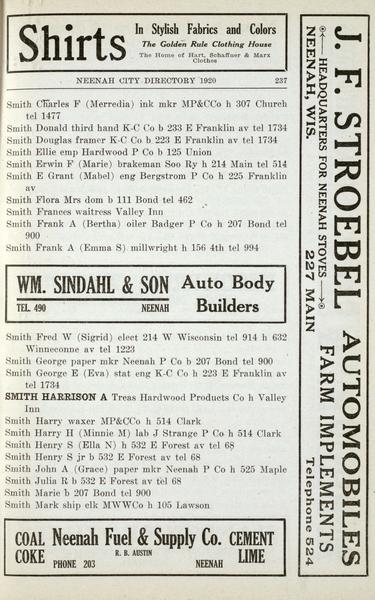 Shirts
In Stylish Fabrics and Colors
The Golden Rule Clothing House
The Home of Hart, Schaffner & Marx
Clothes
NEENAH CITY DIRECTORY 1920 237
Smith Charles F (Merredia) ink mkr MP&CCo h 307 Church
tel 1477
Smith Donald third hand K-C Co b 233 E Franklin av tel 1734
Smith Douglas framer K-C Co b 223 E Franklin av tel 1734
Smith Ellie emp Hardwood P Co b 125 Union
Smith Erwin F (Marie) brakeman Soo Ry h 214 Main tel 514
Smith E Grant (Mabel) eng Bergstrom P Co h 225 Franklin
av
Smith Flora Mrs dom b 111 Bond tel 462
Smith Frances waitress Valley Inn
Smith Frank A (Bertha) oiler Badger P Co h 207 Bond tel
900
Smith Frank A (Emma S) millwright h 156 4th tel 994
WM. SINDAHL & SON
TEL. 490 NEENAH
Auto Body
Builders
Smith Fred W (Sigrid) elect 214 W Wisconsin tel 914 h 632
Winneconne av tel 1223
Smith George paper mkr Neenah P Co b 207 Bond tel 900
Smith George E (Eva) stat eng K-C Co h 223 E Franklin av
tel 1734
SMITH HARRISON A Treas Hardwood Products Co h Valley
Inn
Smith Harry waxer MP&CCo h 514 Clark
Smith Harry H (Minnie M) lab J Strange P Co h 514 Clark
Smith Henry S (Ella N) h 532 E Forest av tel 68
Smith Henry S jr b 532 E Forest av tel 68
Smith John A (Grace) paper mkr Neenah P Co h 525 Maple
Smith Julia R b 532 E Forest av tel 68
Smith Marie b 207 Bond tel 900
Smith Mark ship clk MWWCo h 105 Lawson
COAL
COKE
Neenah Fuel & Supply Co.
R. B. AUSTIN
PHONE 203 NEENAH
CEMENT
LIME
J. F. STROEBEL AUTOMOBILES
HEADQUARTERS FOR NEENAH STOVES FARM IMPLEMENTS
NEENAH, WIS. 227 MAIN Telephone 524